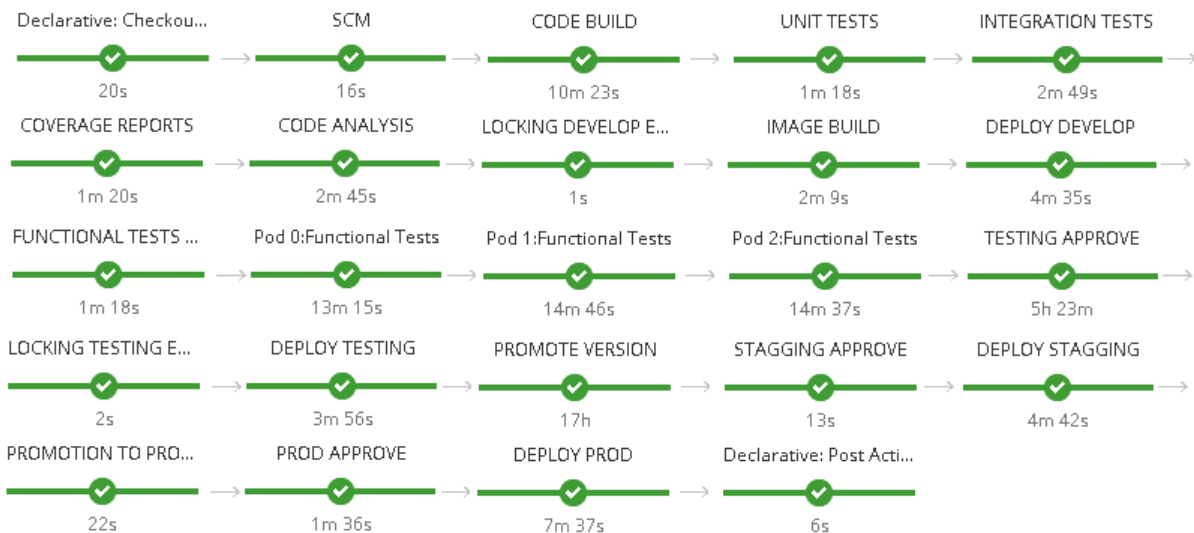 Declarative: Checkou... SCM CODE BUILD UNIT TESTS INTEGRATION TESTS
20s 16s 10m 23s 1m 18s 2m 49s
COVERAGE REPORTS CODE ANALYSIS LOCKING DEVELOP E... IMAGE BUILD DEPLOY DEVELOP
1m 20s 2m 45s 1s 2m 9s 4m 35s
FUNCTIONAL TESTS ... Pod 0:Functional Tests Pod 1:Functional Tests Pod 2:Functional Tests TESTING APPROVE
1m 18s 13m 15s 14m 46s 14m 37s 5h 23m
LOCKING TESTING E... DEPLOY TESTING PROMOTE VERSION STAGGING APPROVE DEPLOY STAGGING
2s 3m 56s 17h 13s 4m 42s
PROMOTION TO PRO... PROD APPROVE DEPLOY PROD Declarative: Post Acti...
22s 1m 36s 7m 37s 6s